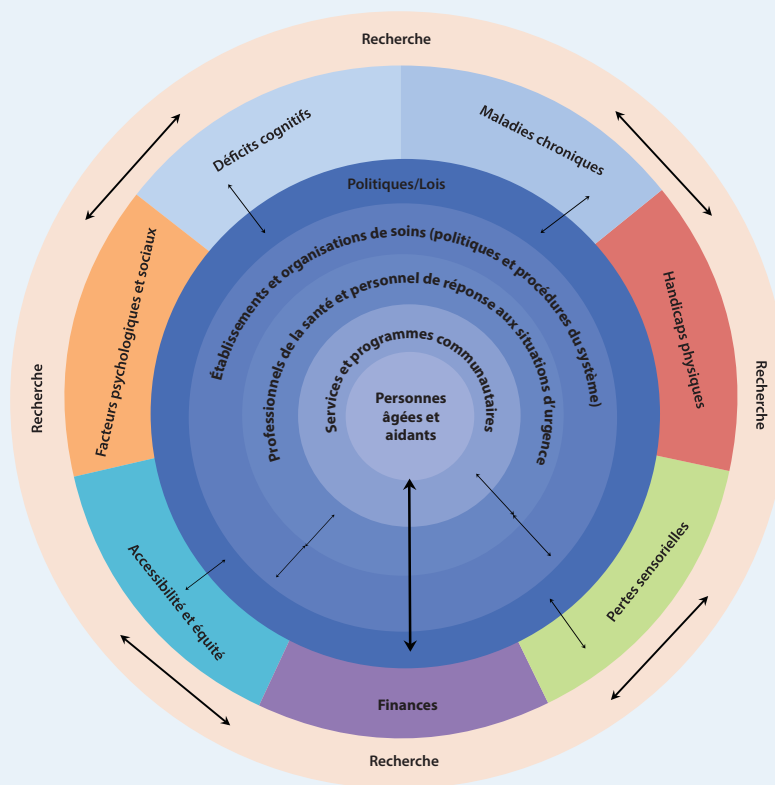 Recherche
Déficits cognitifs
Maladies chroniques
Politiques/Lois
Établissements et organisations de soins (politiques et procédures du système)
Professionnels de la santé et personnel de réponse aux situations d'urgence
Services et programmes communautaires
Personnes
âgées et
aidants
Facteurs psychologiques et sociaux
Handicaps physiques
Recherche
Recherche
Accessibilité et équité
Pertes sensorielles
Finances
Recherche